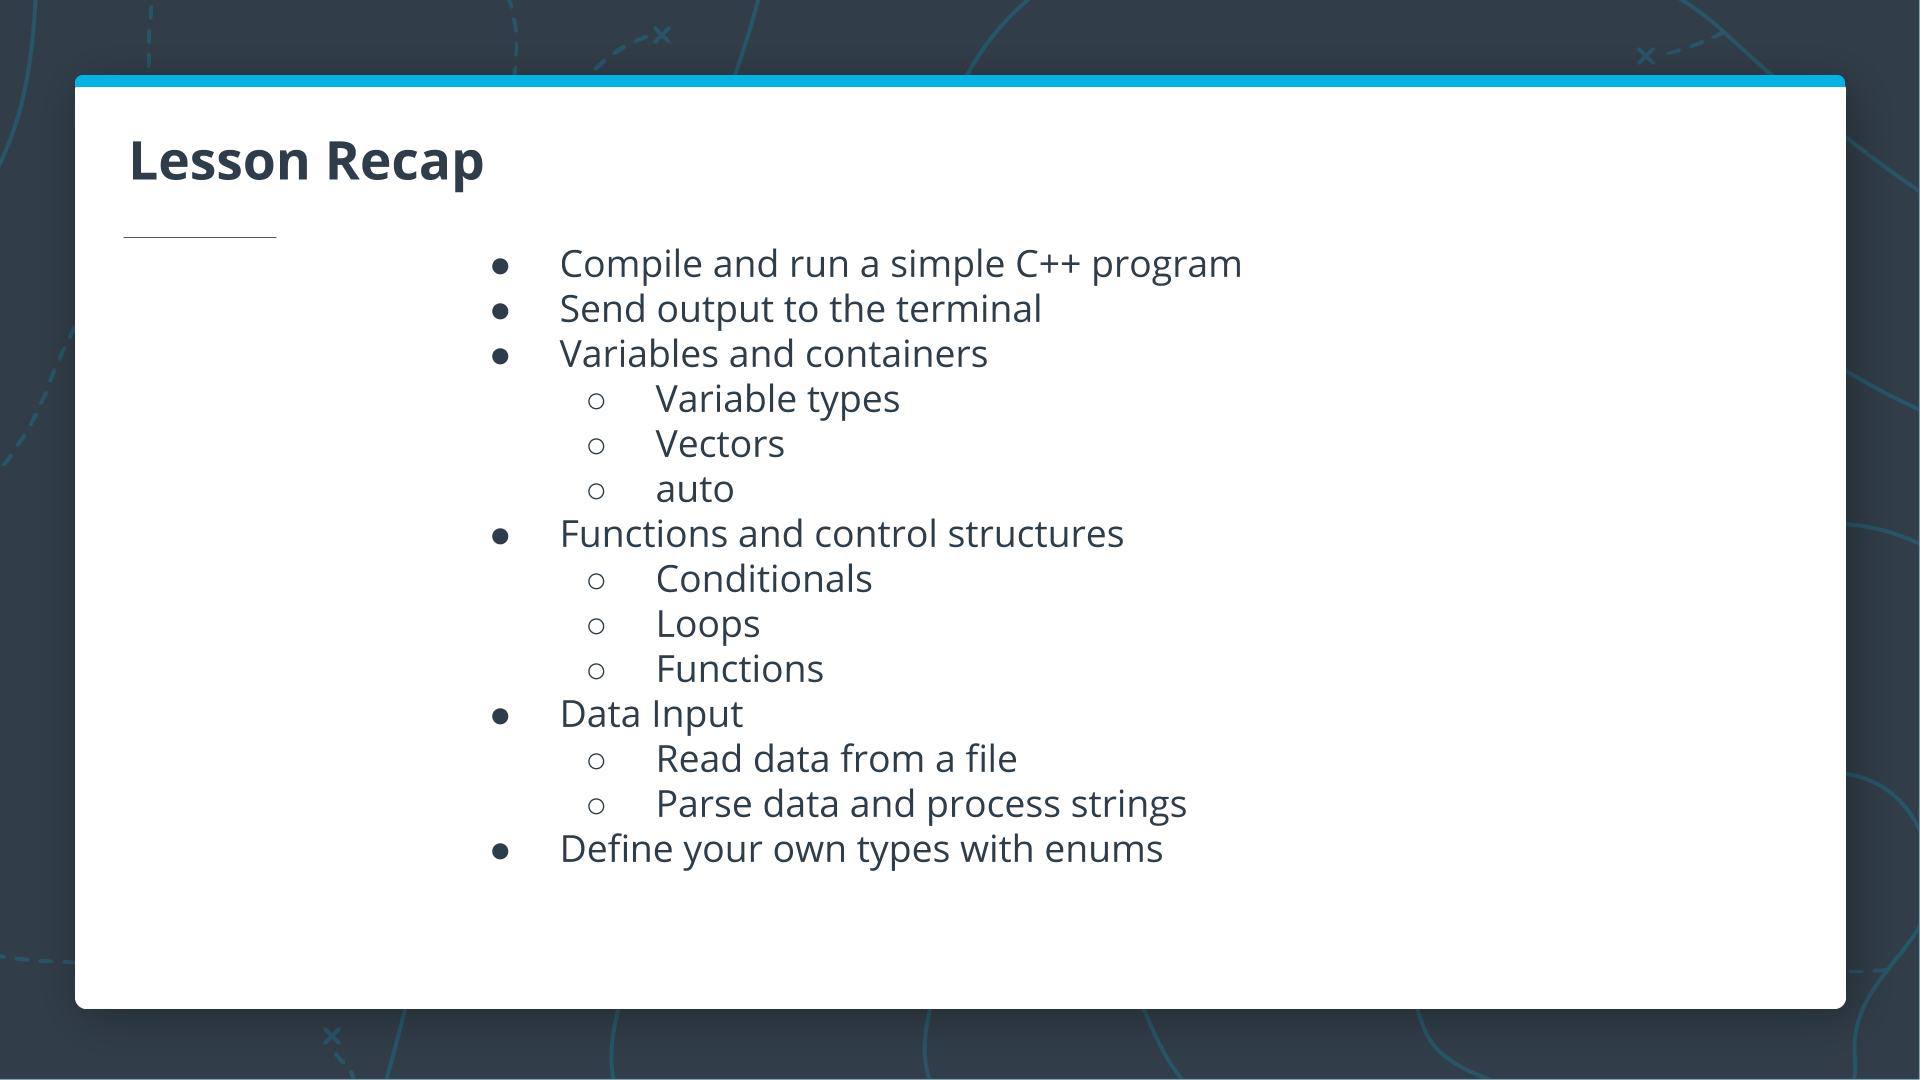 Lesson Recap
● Compile and run a simple C++ program
● Send output to the terminal
● Variables and containers
○ Variable types
○ Vectors
○ auto
● Functions and control structures
○ Conditionals
○ Loops
○ Functions
● Data Input
○ Read data from a file
○ Parse data and process strings
● Define your own types with enums